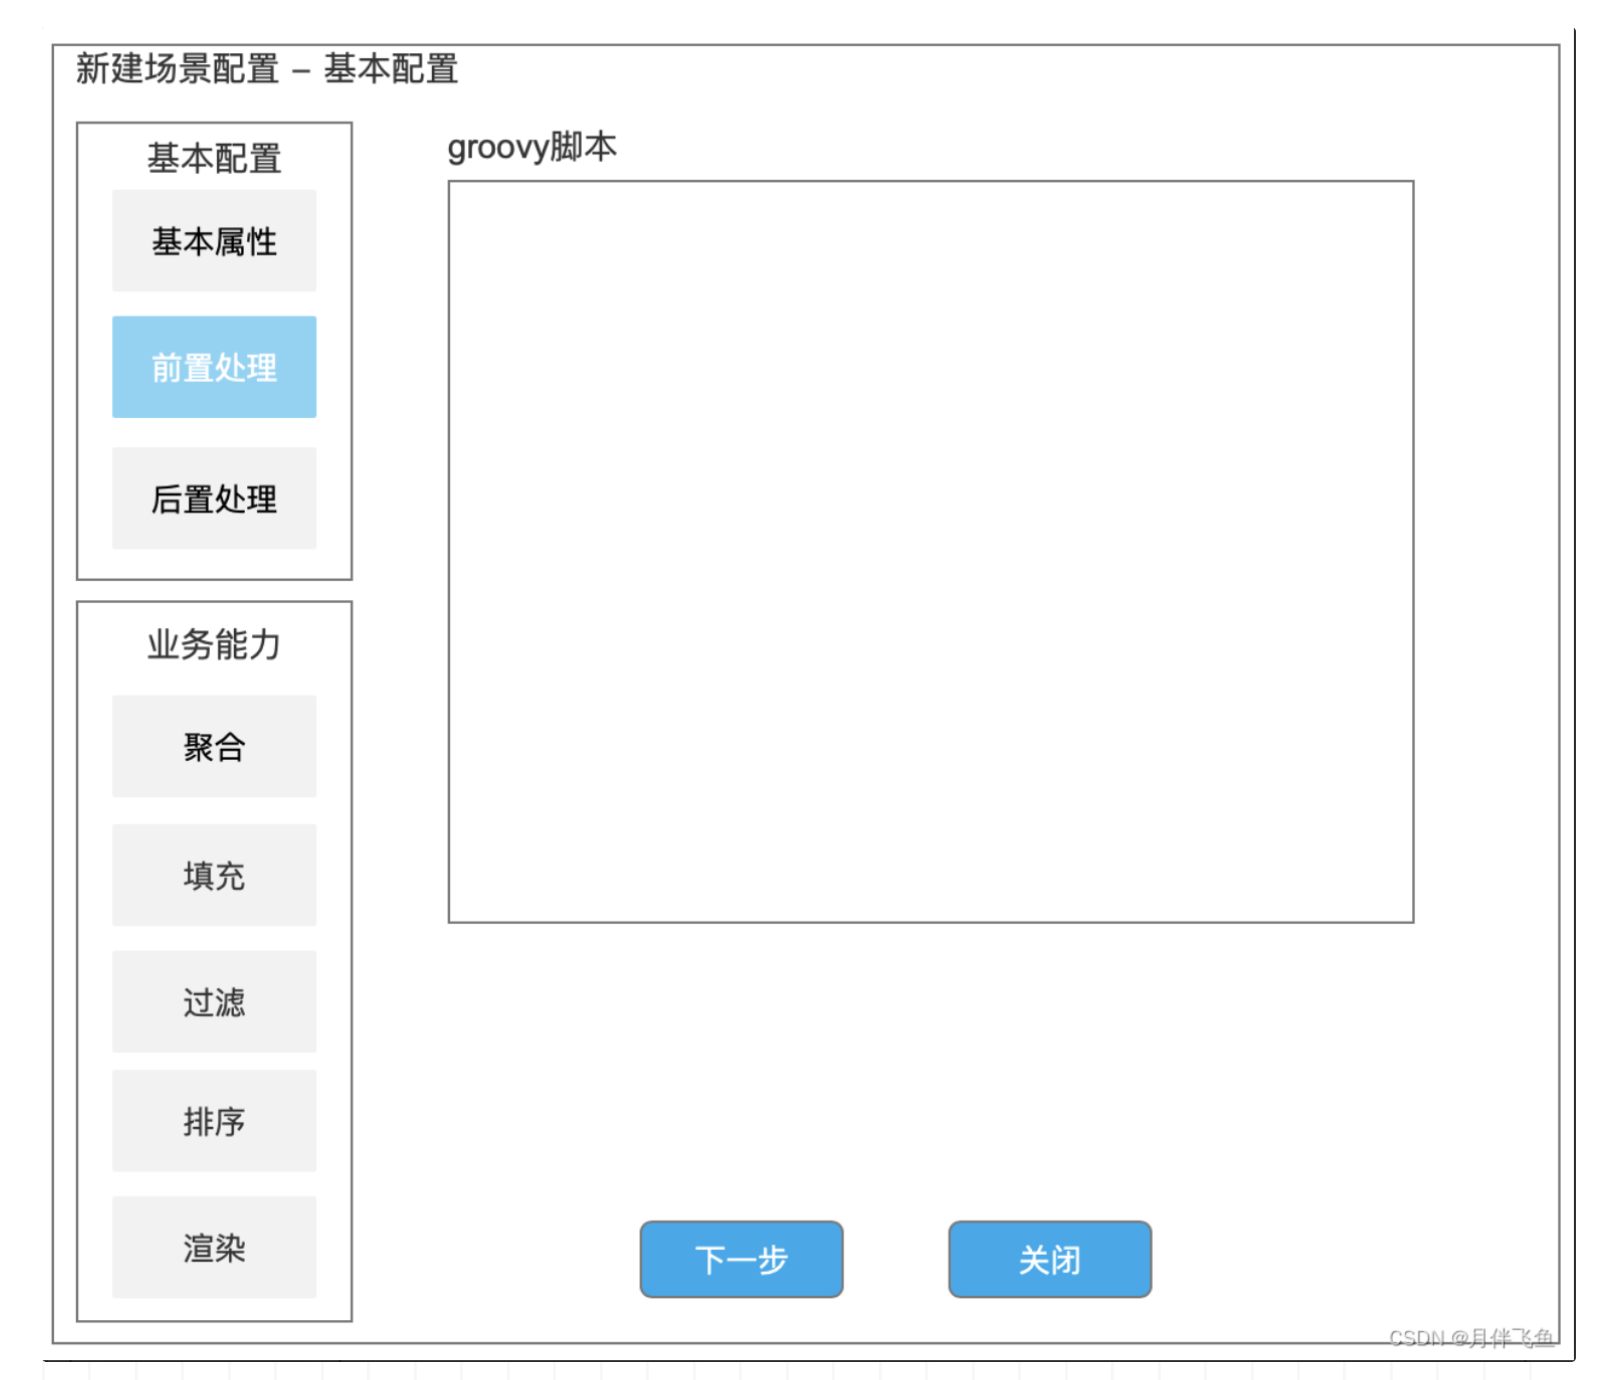 新建场景配置 – 基本配置
基本配置
基本属性
前置处理
后置处理
业务能力
聚合
填充
过滤
排序
渲染
groovy脚本
下一步
关闭
CSDN @月伴飞鱼